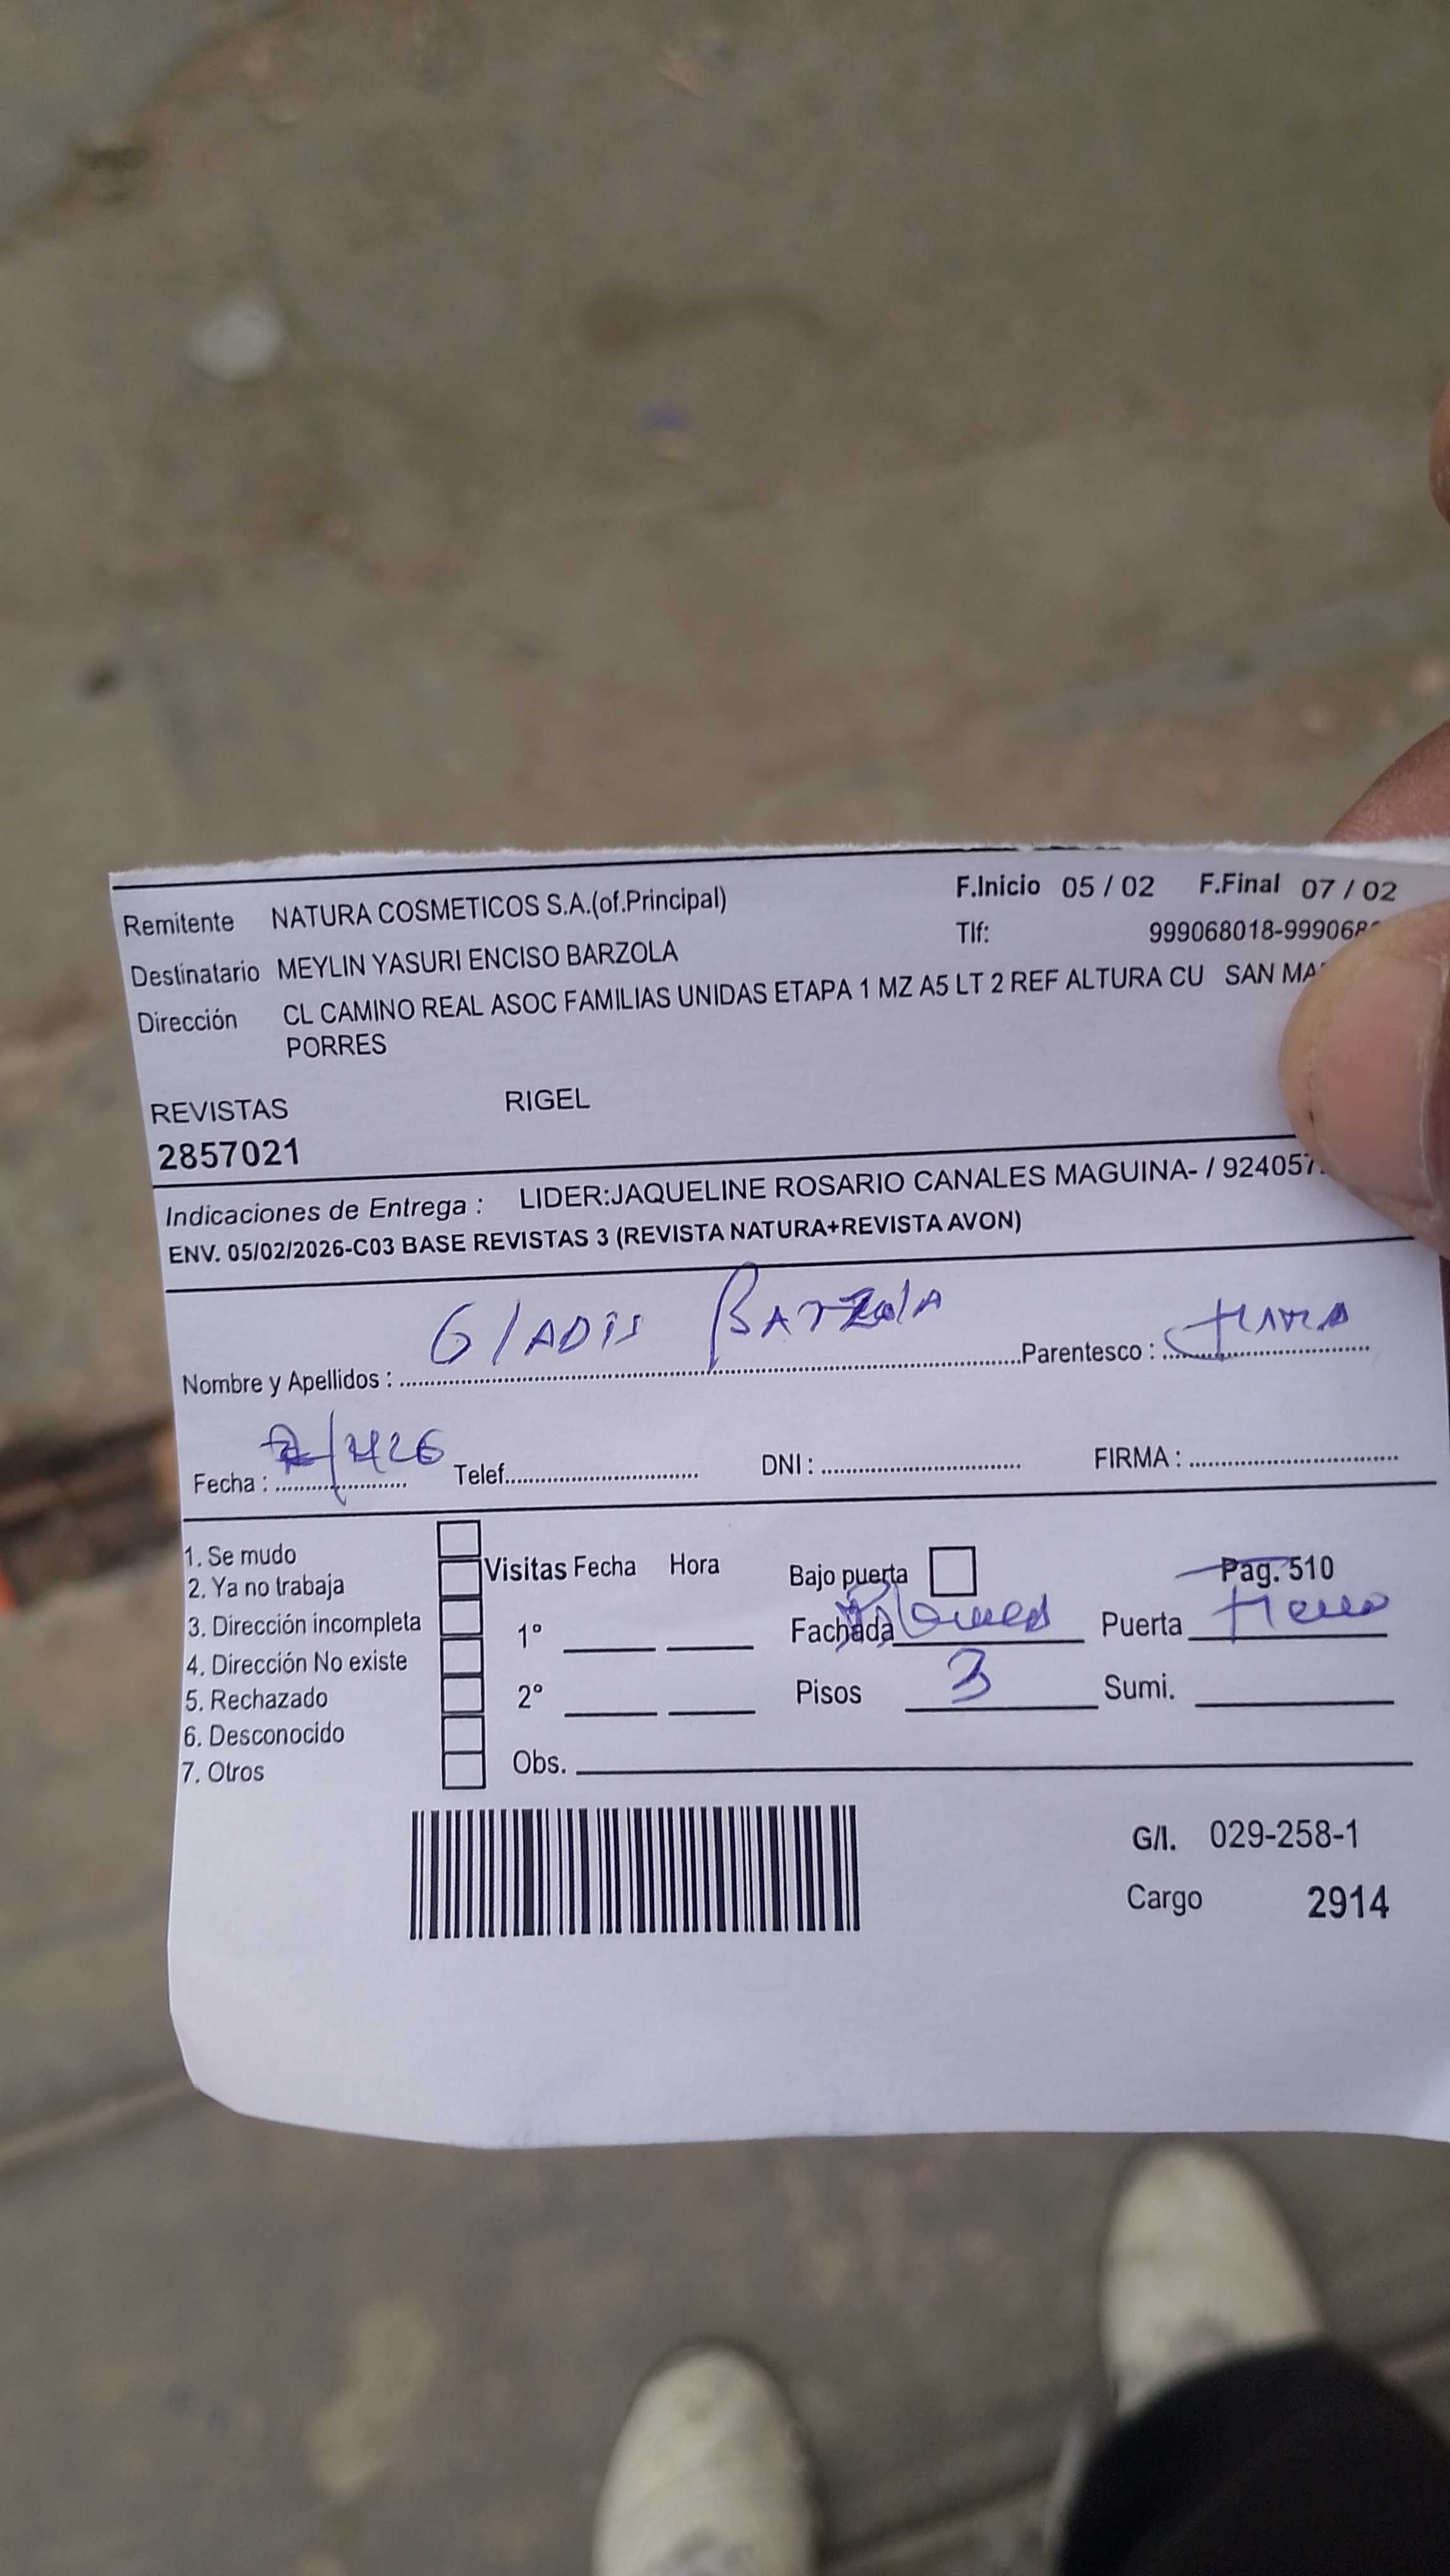 Remitente NATURA COSMETICOS S.A.(of.Principal) F.Inicio 05 / 02 F.Final 07 / 02
Destinatario MEYLIN YASURI ENCISO BARZOLA Tlf: 999068018-999068
Dirección CL CAMINO REAL ASOC FAMILIAS UNIDAS ETAPA 1 MZ A5 LT 2 REF ALTURA CU SAN MA
PORRES
REVISTAS RIGEL
2857021
Indicaciones de Entrega : LIDER:JAQUELINE ROSARIO CANALES MAGUINA- / 924057
ENV. 05/02/2026-C03 BASE REVISTAS 3 (REVISTA NATURA+REVISTA AVON)
Nombre y Apellidos : GLADIS BARZOLA Parentesco :
Fecha : Telef. DNI : FIRMA :
1. Se mudo
2. Ya no trabaja
3. Dirección incompleta
4. Dirección No existe
5. Rechazado
6. Desconocido
7. Otros
Visitas Fecha Hora
1°
2°
Obs.
Bajo puerta Pag. 510
Fachada Puerta
Pisos 3 Sumi.
G/I. 029-258-1
Cargo 2914